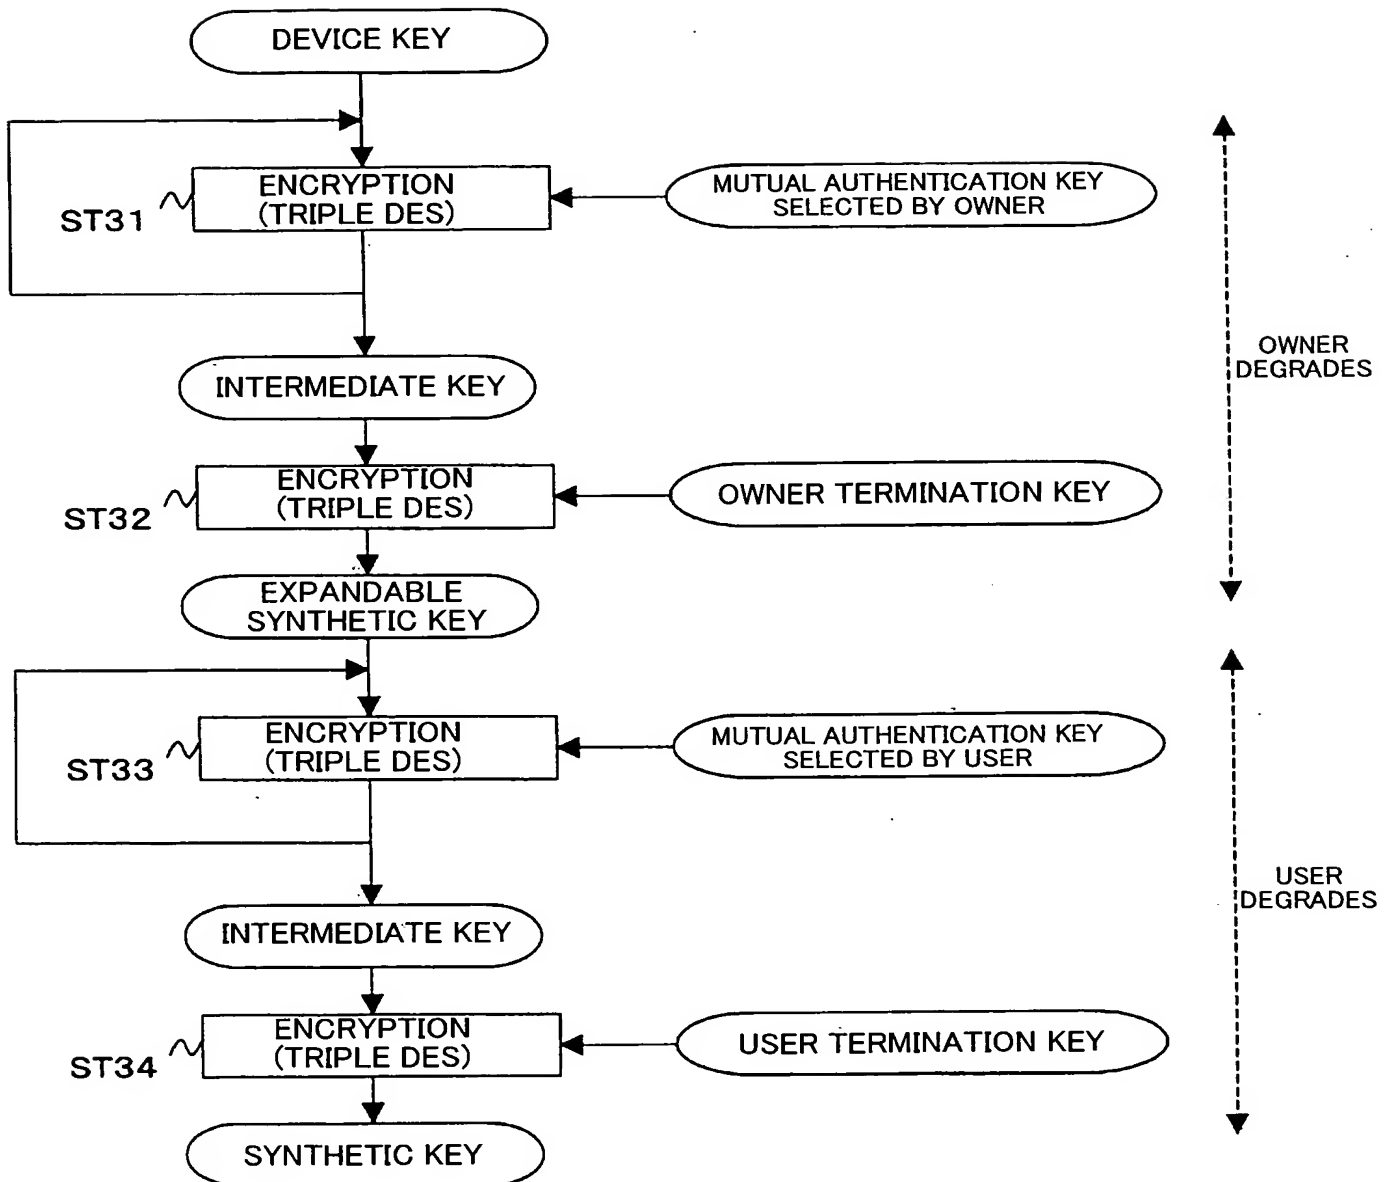 DEVICE KEY
ENCRYPTION
(TRIPLE DES)
ST31
MUTUAL AUTHENTICATION KEY
SELECTED BY OWNER
OWNER
DEGRADES
INTERMEDIATE KEY
ENCRYPTION
(TRIPLE DES)
ST32
OWNER TERMINATION KEY
EXPANDABLE
SYNTHETIC KEY
ENCRYPTION
(TRIPLE DES)
ST33
MUTUAL AUTHENTICATION KEY
SELECTED BY USER
USER
DEGRADES
INTERMEDIATE KEY
ENCRYPTION
(TRIPLE DES)
ST34
USER TERMINATION KEY
SYNTHETIC KEY